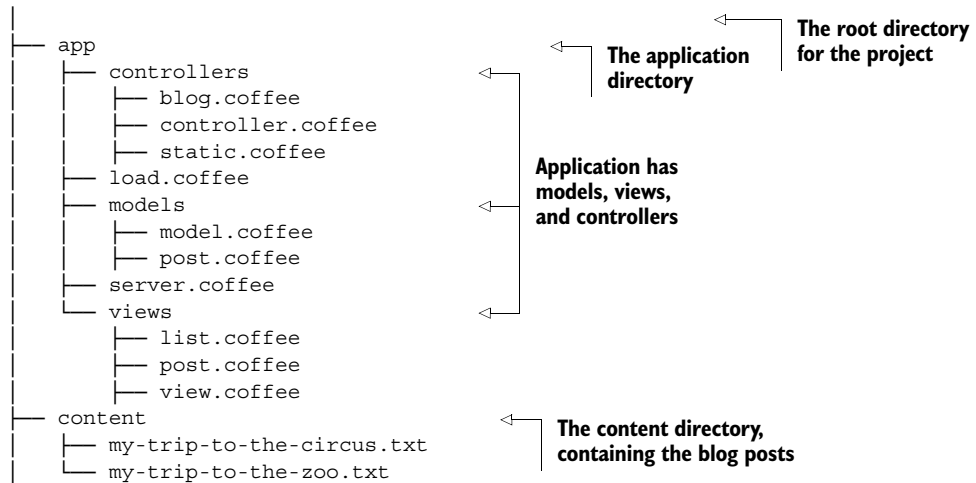 │
├── app
│   ├── controllers
│   │   ├── blog.coffee
│   │   ├── controller.coffee
│   │   ├── static.coffee
│   ├── load.coffee
│   ├── models
│   │   ├── model.coffee
│   │   ├── post.coffee
│   ├── server.coffee
│   └── views
│       ├── list.coffee
│       ├── post.coffee
│       ├── view.coffee
├── content
│   ├── my-trip-to-the-circus.txt
│   └── my-trip-to-the-zoo.txt
The root directory
for the project
The application
directory
Application has
models, views,
and controllers
The content directory,
containing the blog posts